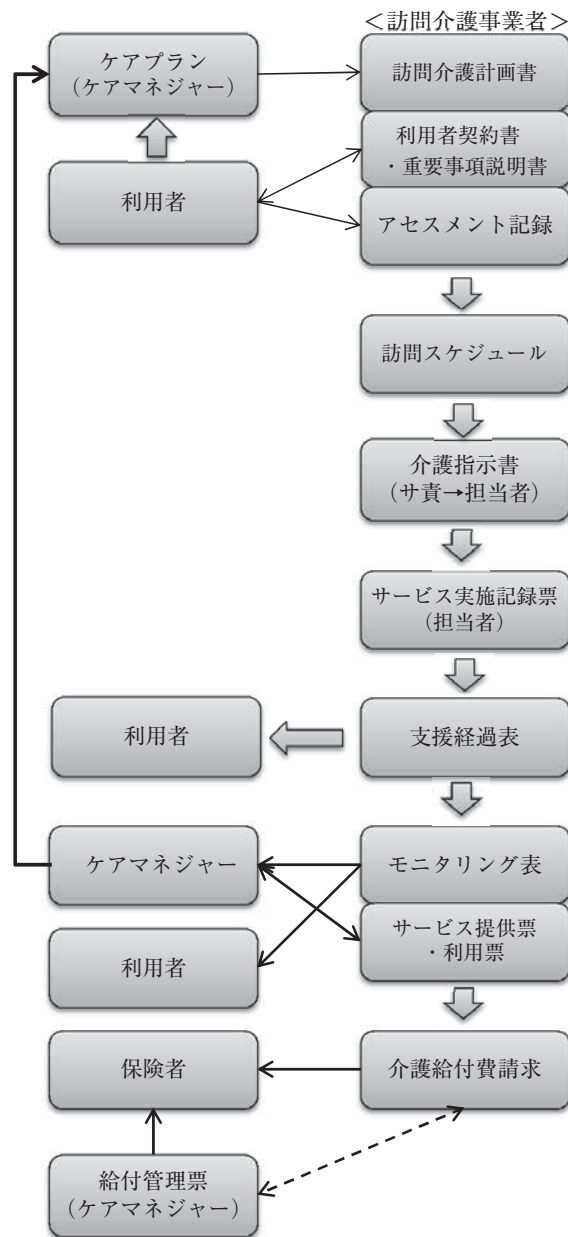 ＜訪問介護事業者＞
ケアプラン
（ケアマネジャー）
訪問介護計画書
利用者契約書
・重要事項説明書
利用者
アセスメント記録
訪問スケジュール
介護指示書
（サ責→担当者）
サービス実施記録票
（担当者）
利用者
支援経過表
ケアマネジャー
モニタリング表
サービス提供票
・利用票
利用者
保険者
介護給付費請求
給付管理票
（ケアマネジャー）